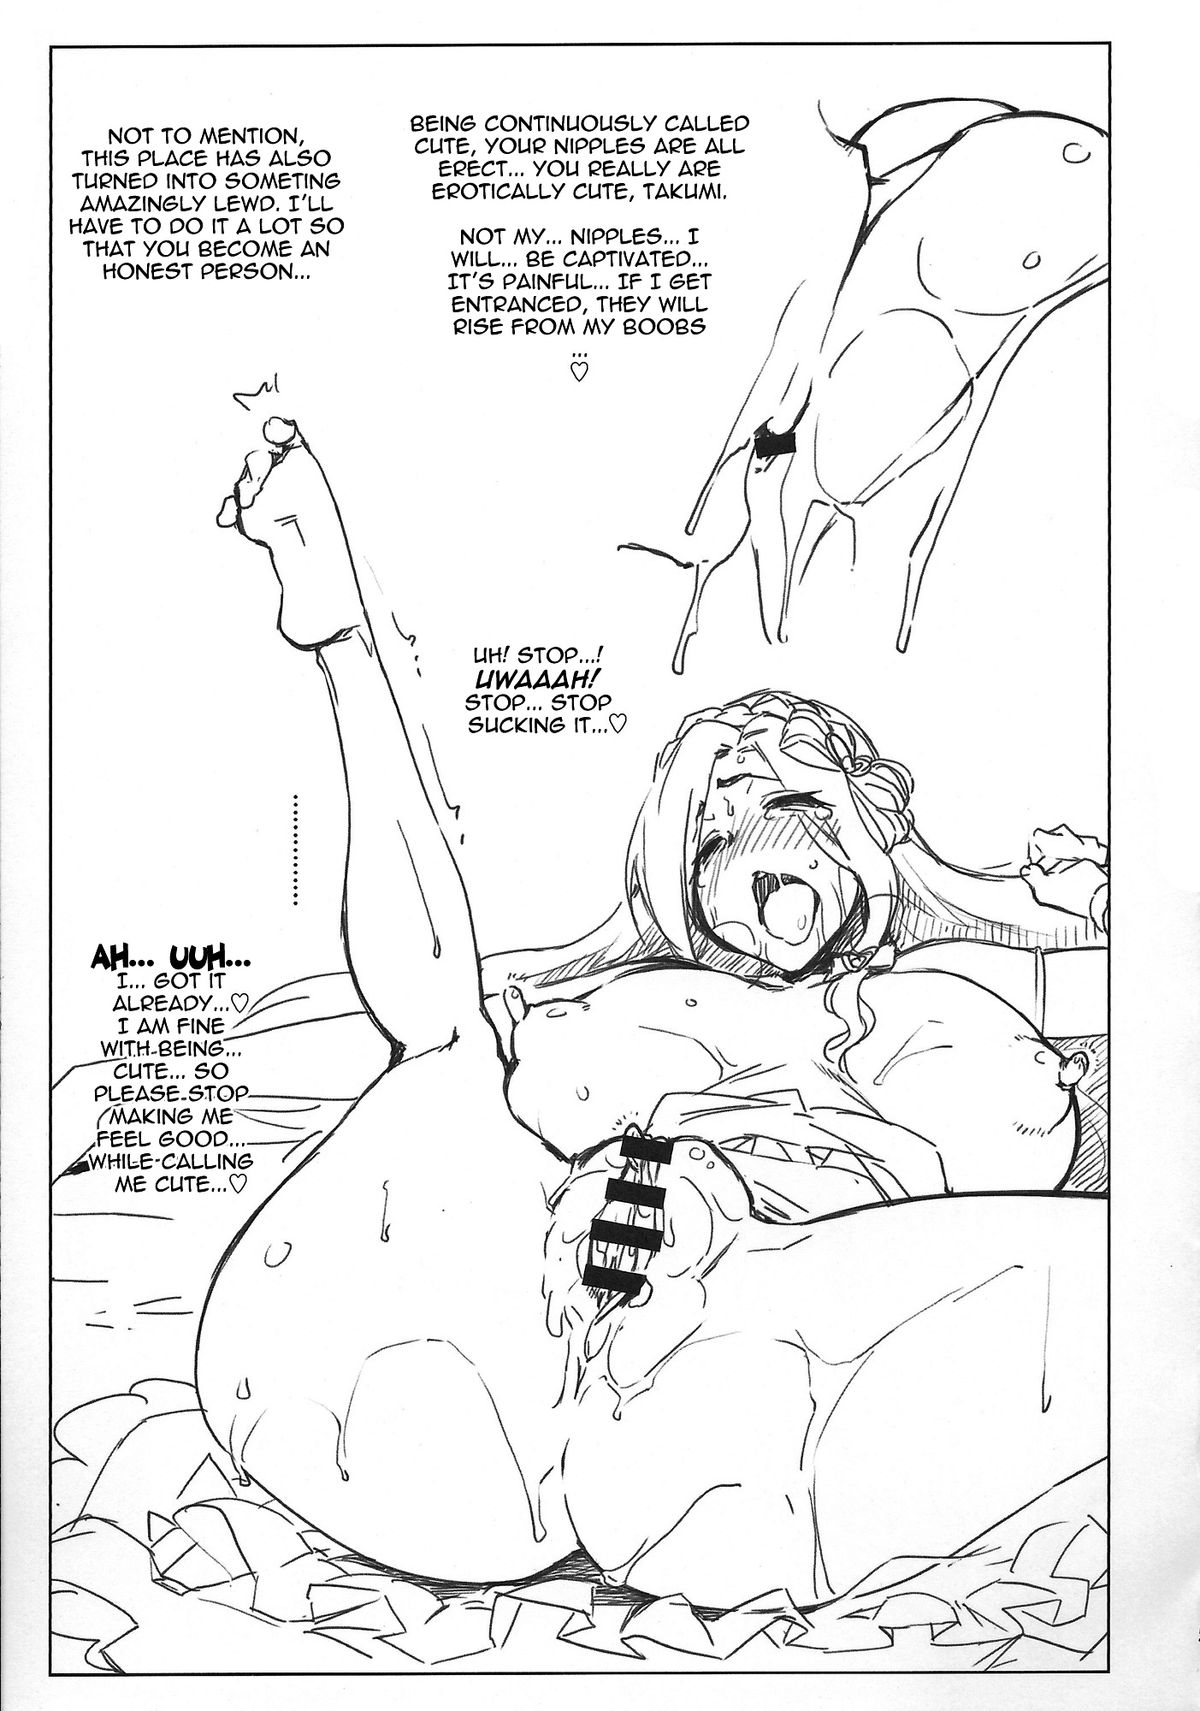 BEING CONTINUOUSLY CALLED
CUTE, YOUR NIPPLES ARE ALL
ERECT... YOU REALLY ARE
EROTICALLY CUTE, TAKUMI.
NOT MY... NIPPLES... I
WILL... BE CAPTIVATED...
IT'S PAINFUL... IF I GET
ENTRANCED, THEY WILL
RISE FROM MY BOOBS
...
♡
NOT TO MENTION,
THIS PLACE HAS ALSO
TURNED INTO SOMETING
AMAZINGLY LEWD. I'LL
HAVE TO DO IT A LOT SO
THAT YOU BECOME AN
HONEST PERSON...
UH! STOP...!
UWAAAH!
STOP... STOP
SUCKING IT...♡
..............
AH... UUH...
I... GOT IT
ALREADY...♡
I AM FINE
WITH BEING...
CUTE... SO
PLEASE STOP
MAKING ME
FEEL GOOD...
WHILE CALLING
ME CUTE...♡